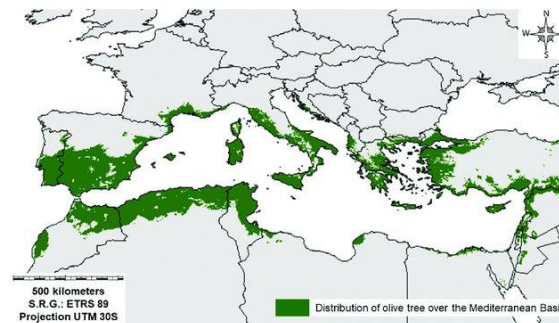 N
W
S
500 kilometers
S.R.G.: ETRS 89
Projection UTM 30S
Distribution of olive tree over the Mediterranean Basi